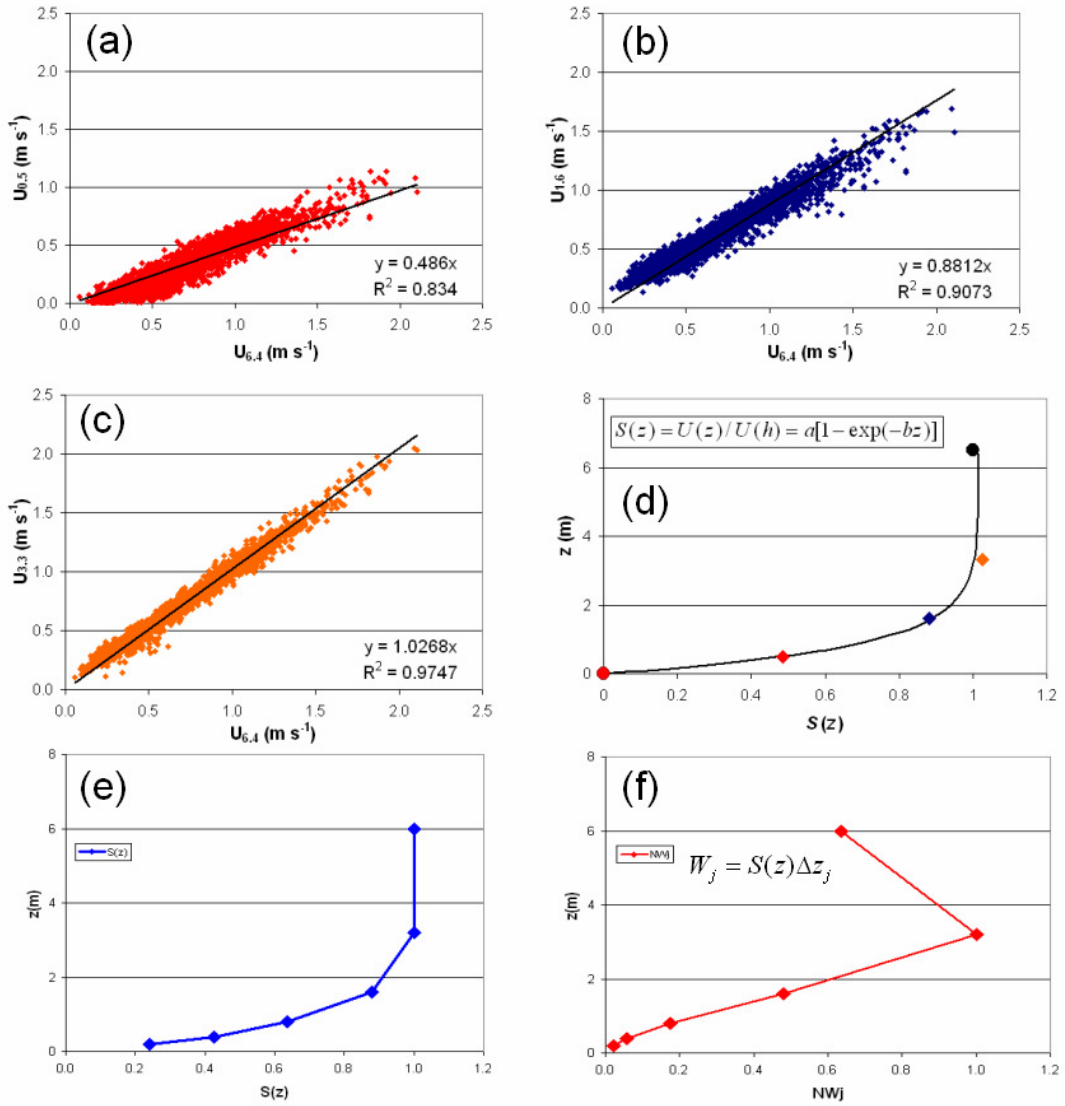 (a)
2.5
2.0
1.5
1.0
0.5
0.0
U0.5 (m s-1)
y = 0.486x
R2 = 0.834
0.0 0.5 1.0 1.5 2.0 2.5
U6.4 (m s-1)
(b)
2.5
2.0
1.5
1.0
0.5
0.0
U1.6 (m s-1)
y = 0.8812x
R2 = 0.9073
0.0 0.5 1.0 1.5 2.0 2.5
U6.4 (m s-1)
(c)
2.5
2.0
1.5
1.0
0.5
0.0
U3.3 (m s-1)
y = 1.0268x
R2 = 0.9747
0.0 0.5 1.0 1.5 2.0 2.5
U6.4 (m s-1)
(d)
S(z) = U(z) / U(h) = a[1 − exp(−bz)]
8
6
4
2
0
z (m)
0 0.2 0.4 0.6 0.8 1 1.2
S(z)
(e)
8
6
4
2
0
z(m)
S(z)
0.0 0.2 0.4 0.6 0.8 1.0 1.2
S(z)
(f)
8
6
4
2
0
z(m)
NWj
Wj = S(z)Δzj
0.0 0.2 0.4 0.6 0.8 1.0 1.2
NWj